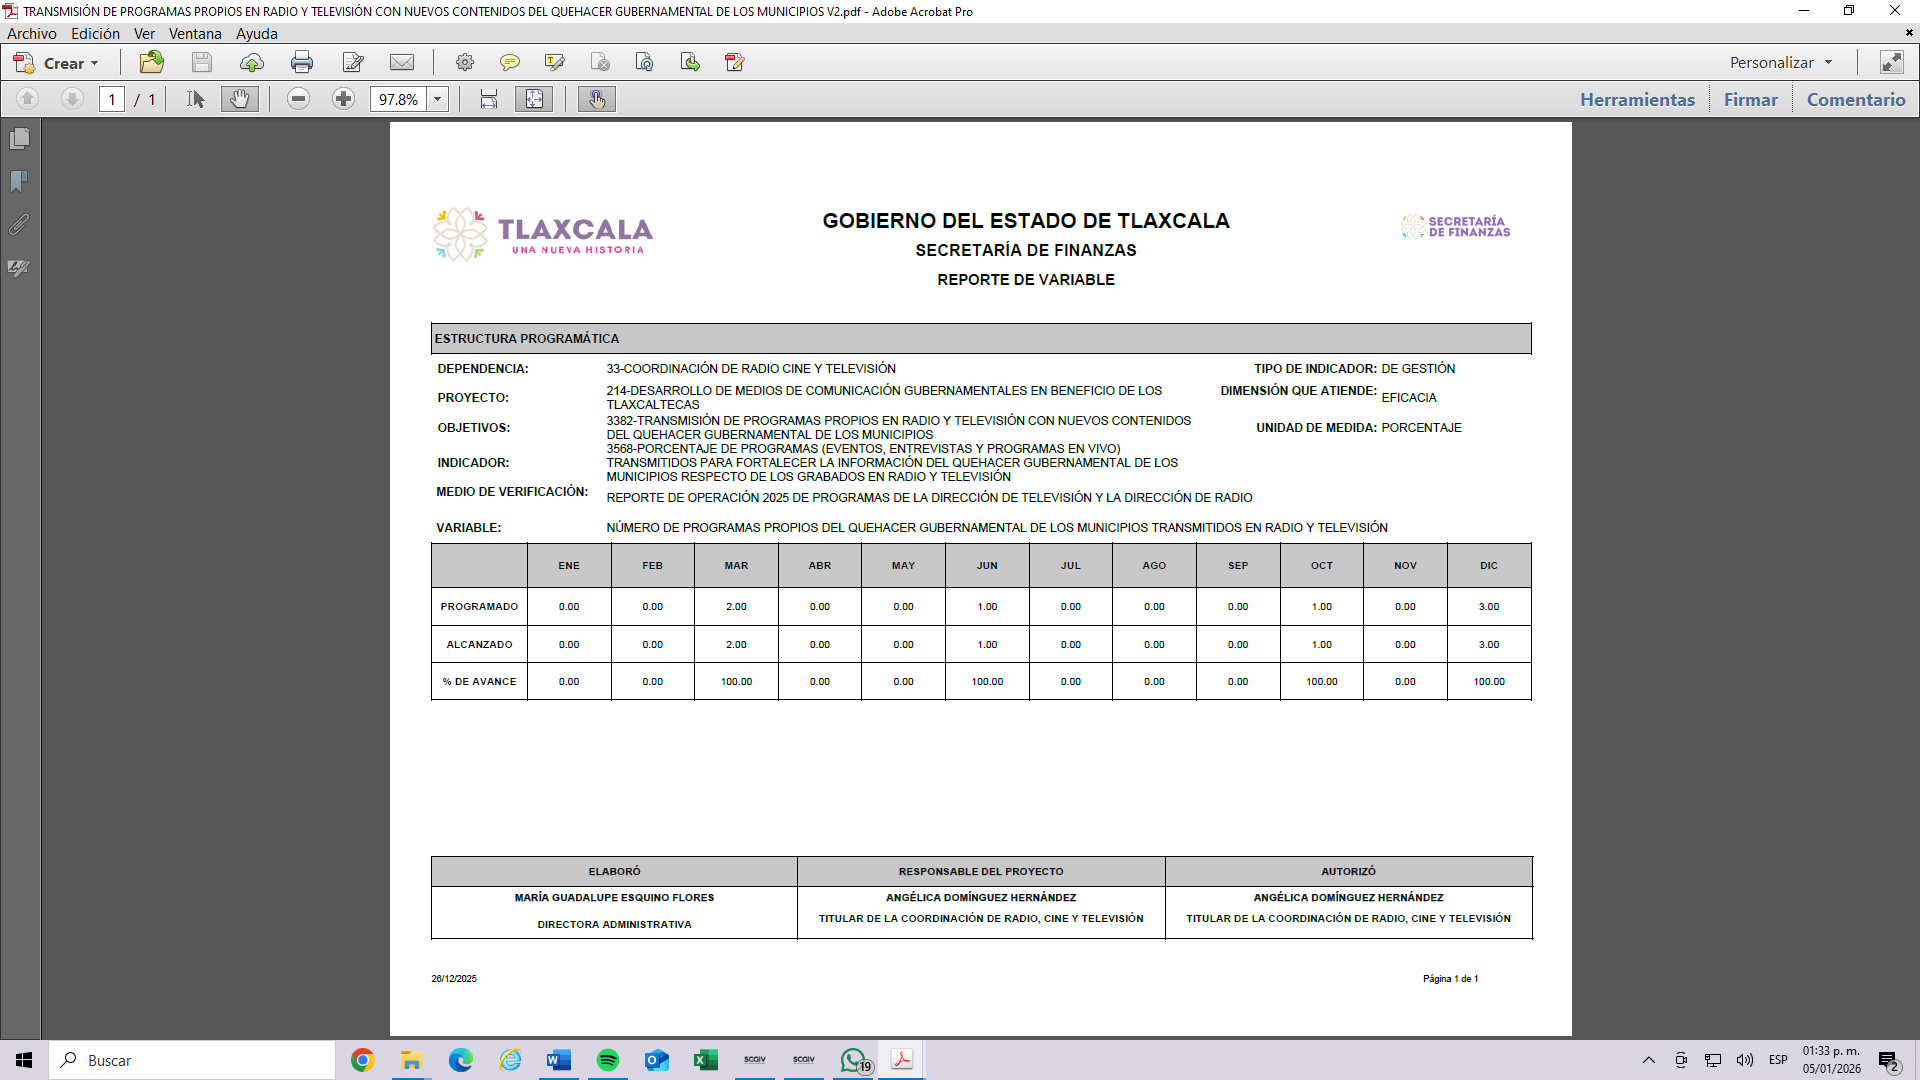 TRANSMISIÓN DE PROGRAMAS PROPIOS EN RADIO Y TELEVISIÓN CON NUEVOS CONTENIDOS DEL QUEHACER GUBERNAMENTAL DE LOS MUNICIPIOS V2.pdf - Adobe Acrobat Pro
Archivo Edición Ver Ventana Ayuda
Crear Personalizar
1 / 1 97.8% Herramientas Firmar Comentario
TLAXCALA
UNA NUEVA HISTORIA
GOBIERNO DEL ESTADO DE TLAXCALA
SECRETARÍA DE FINANZAS
REPORTE DE VARIABLE
SECRETARÍA
DE FINANZAS
ESTRUCTURA PROGRAMÁTICA
DEPENDENCIA: 33-COORDINACIÓN DE RADIO CINE Y TELEVISIÓN TIPO DE INDICADOR: DE GESTIÓN
PROYECTO: 214-DESARROLLO DE MEDIOS DE COMUNICACIÓN GUBERNAMENTALES EN BENEFICIO DE LOS
TLAXCALTECAS
DIMENSIÓN QUE ATIENDE: EFICACIA
OBJETIVOS: 3382-TRANSMISIÓN DE PROGRAMAS PROPIOS EN RADIO Y TELEVISIÓN CON NUEVOS CONTENIDOS
DEL QUEHACER GUBERNAMENTAL DE LOS MUNICIPIOS
UNIDAD DE MEDIDA: PORCENTAJE
INDICADOR: 3568-PORCENTAJE DE PROGRAMAS (EVENTOS, ENTREVISTAS Y PROGRAMAS EN VIVO)
TRANSMITIDOS PARA FORTALECER LA INFORMACIÓN DEL QUEHACER GUBERNAMENTAL DE LOS
MUNICIPIOS RESPECTO DE LOS GRABADOS EN RADIO Y TELEVISIÓN
MEDIO DE VERIFICACIÓN: REPORTE DE OPERACIÓN 2025 DE PROGRAMAS DE LA DIRECCIÓN DE TELEVISIÓN Y LA DIRECCIÓN DE RADIO
VARIABLE: NÚMERO DE PROGRAMAS PROPIOS DEL QUEHACER GUBERNAMENTAL DE LOS MUNICIPIOS TRANSMITIDOS EN RADIO Y TELEVISIÓN
ENE FEB MAR ABR MAY JUN JUL AGO SEP OCT NOV DIC
PROGRAMADO 0.00 0.00 2.00 0.00 0.00 1.00 0.00 0.00 0.00 1.00 0.00 3.00
ALCANZADO 0.00 0.00 2.00 0.00 0.00 1.00 0.00 0.00 0.00 1.00 0.00 3.00
% DE AVANCE 0.00 0.00 100.00 0.00 0.00 100.00 0.00 0.00 0.00 100.00 0.00 100.00
ELABORÓ RESPONSABLE DEL PROYECTO AUTORIZÓ
MARÍA GUADALUPE ESQUINO FLORES ANGÉLICA DOMÍNGUEZ HERNÁNDEZ ANGÉLICA DOMÍNGUEZ HERNÁNDEZ
DIRECTORA ADMINISTRATIVA TITULAR DE LA COORDINACIÓN DE RADIO, CINE Y TELEVISIÓN TITULAR DE LA COORDINACIÓN DE RADIO, CINE Y TELEVISIÓN
26/12/2025 Página 1 de 1
Buscar
SCGIV SCGIV 19
ESP 01:33 p. m.
05/01/2026 2